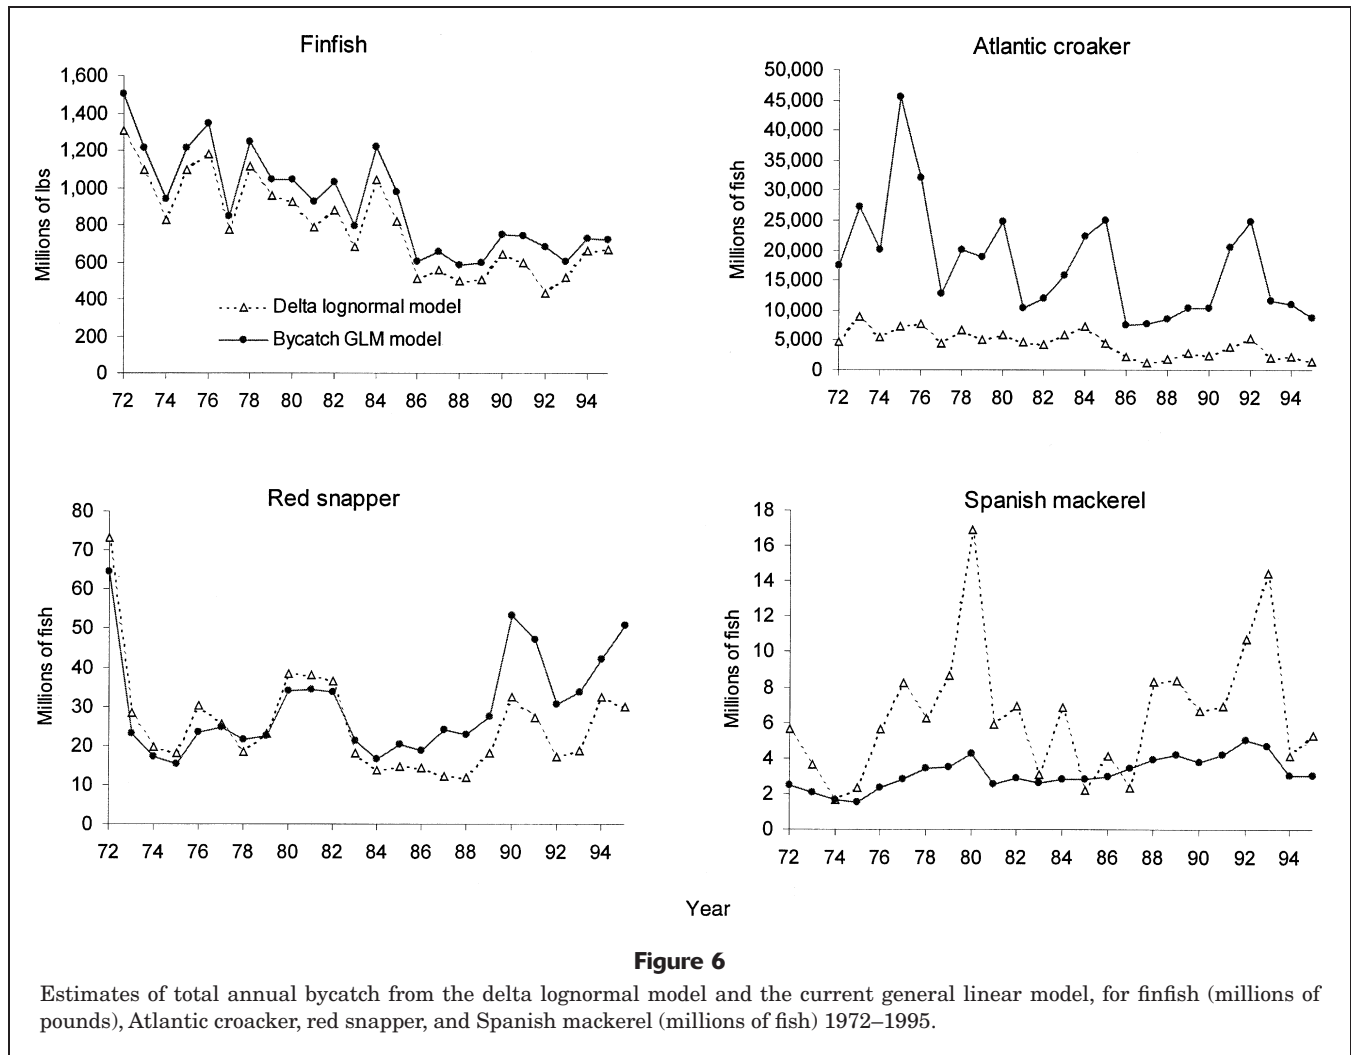 Finfish
1,600
1,400
1,200
1,000
800
600
400
200
0
Millions of lbs
Delta lognormal model
Bycatch GLM model
72 74 76 78 80 82 84 86 88 90 92 94
Atlantic croaker
50,000
45,000
40,000
35,000
30,000
25,000
20,000
15,000
10,000
5,000
0
Millions of fish
72 74 76 78 80 82 84 86 88 90 92 94
Red snapper
80
70
60
50
40
30
20
10
0
Millions of fish
72 74 76 78 80 82 84 86 88 90 92 94
Spanish mackerel
18
16
14
12
10
8
6
4
2
0
Millions of fish
72 74 76 78 80 82 84 86 88 90 92 94
Year
Figure 6
Estimates of total annual bycatch from the delta lognormal model and the current general linear model, for finfish (millions of
pounds), Atlantic croacker, red snapper, and Spanish mackerel (millions of fish) 1972–1995.